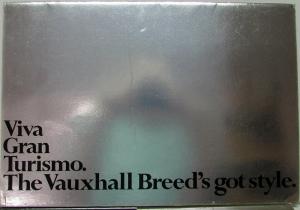 Viva
Gran
Turismo.
The Vauxhall Breed's got style.